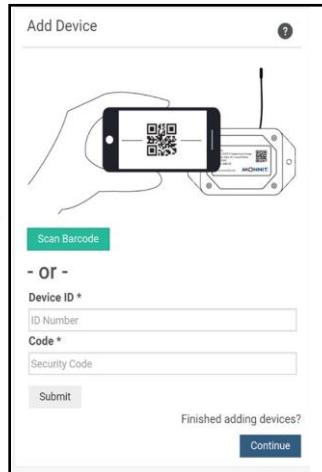 Add Device
?
MONNIT
Scan Barcode
- or -
Device ID *
ID Number
Code *
Security Code
Submit
Finished adding devices?
Continue